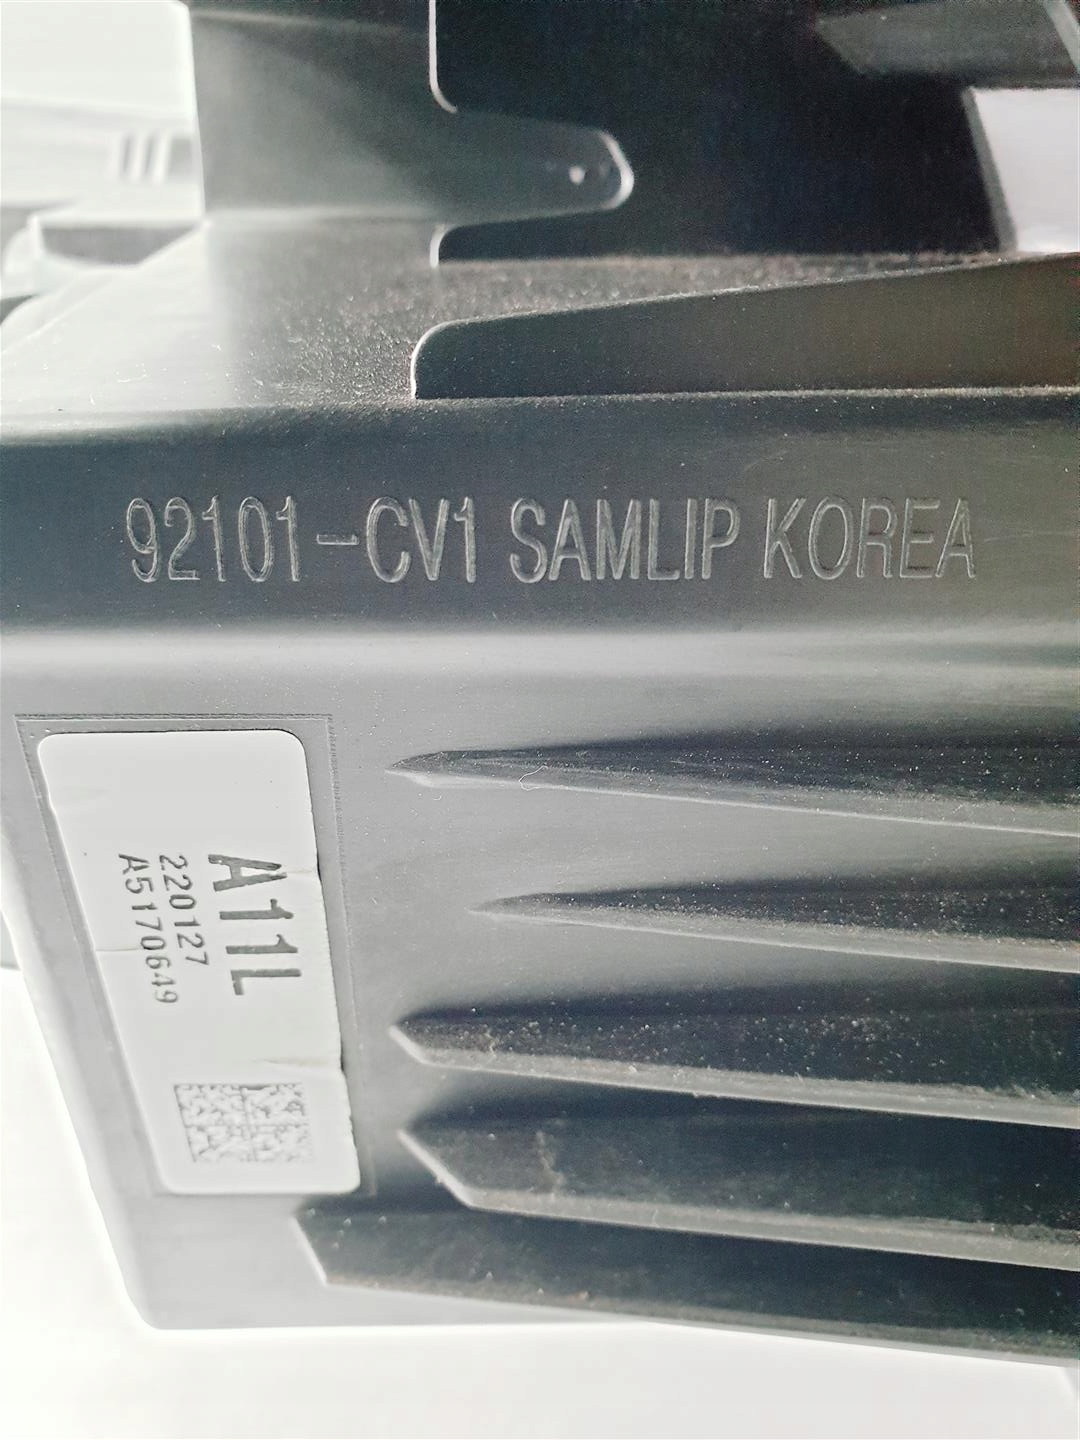 92101-CV1 SAMLIP KOREA
A11L
220127
A5170649